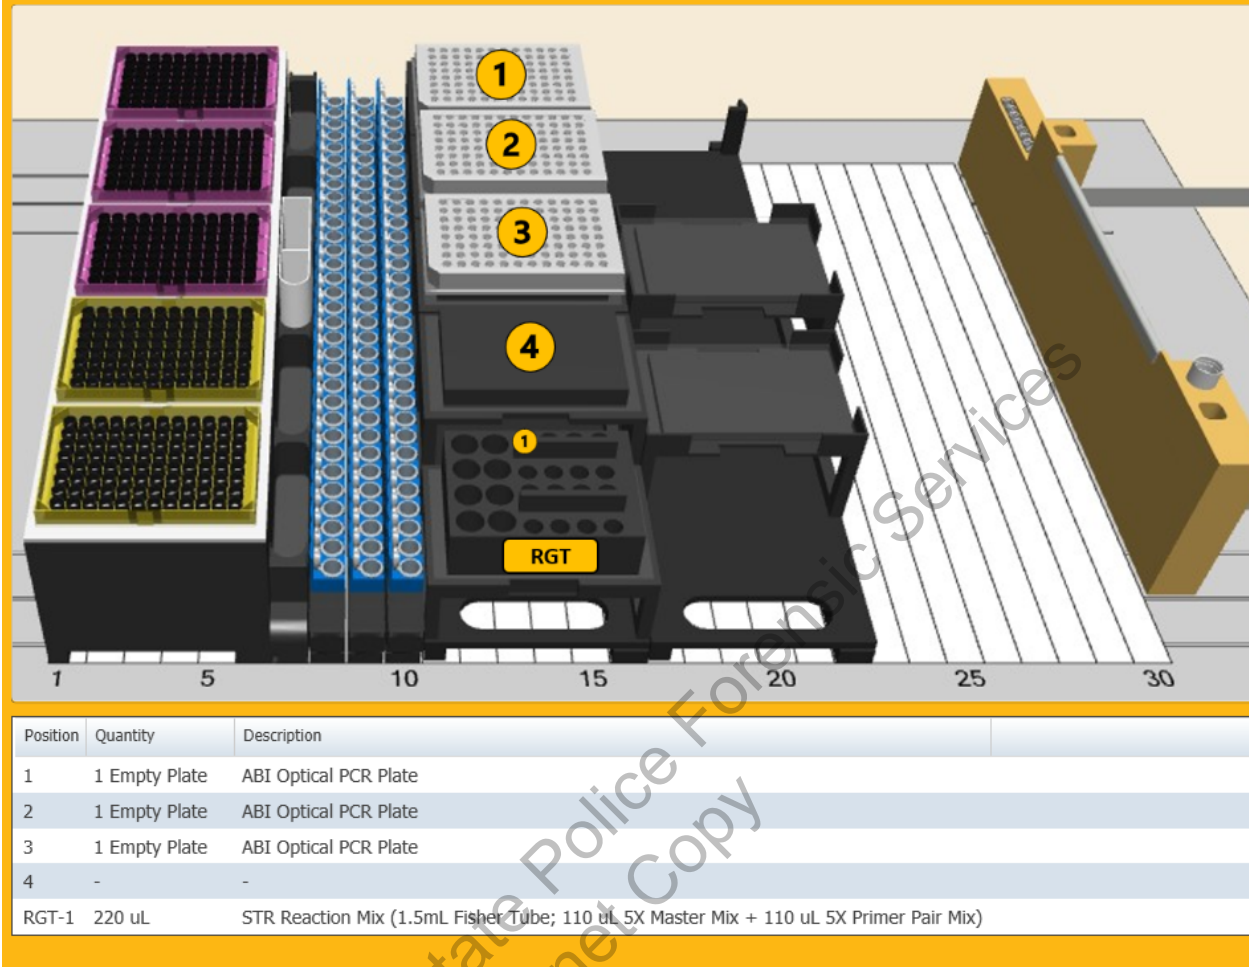 1
2
3
4
1
RGT
1 5 10 15 20 25 30
Position Quantity Description
1 1 Empty Plate ABI Optical PCR Plate
2 1 Empty Plate ABI Optical PCR Plate
3 1 Empty Plate ABI Optical PCR Plate
4 - -
RGT-1 220 uL STR Reaction Mix (1.5mL Fisher Tube; 110 uL 5X Master Mix + 110 uL 5X Primer Pair Mix)
tate Police Forensic Services
net Copy